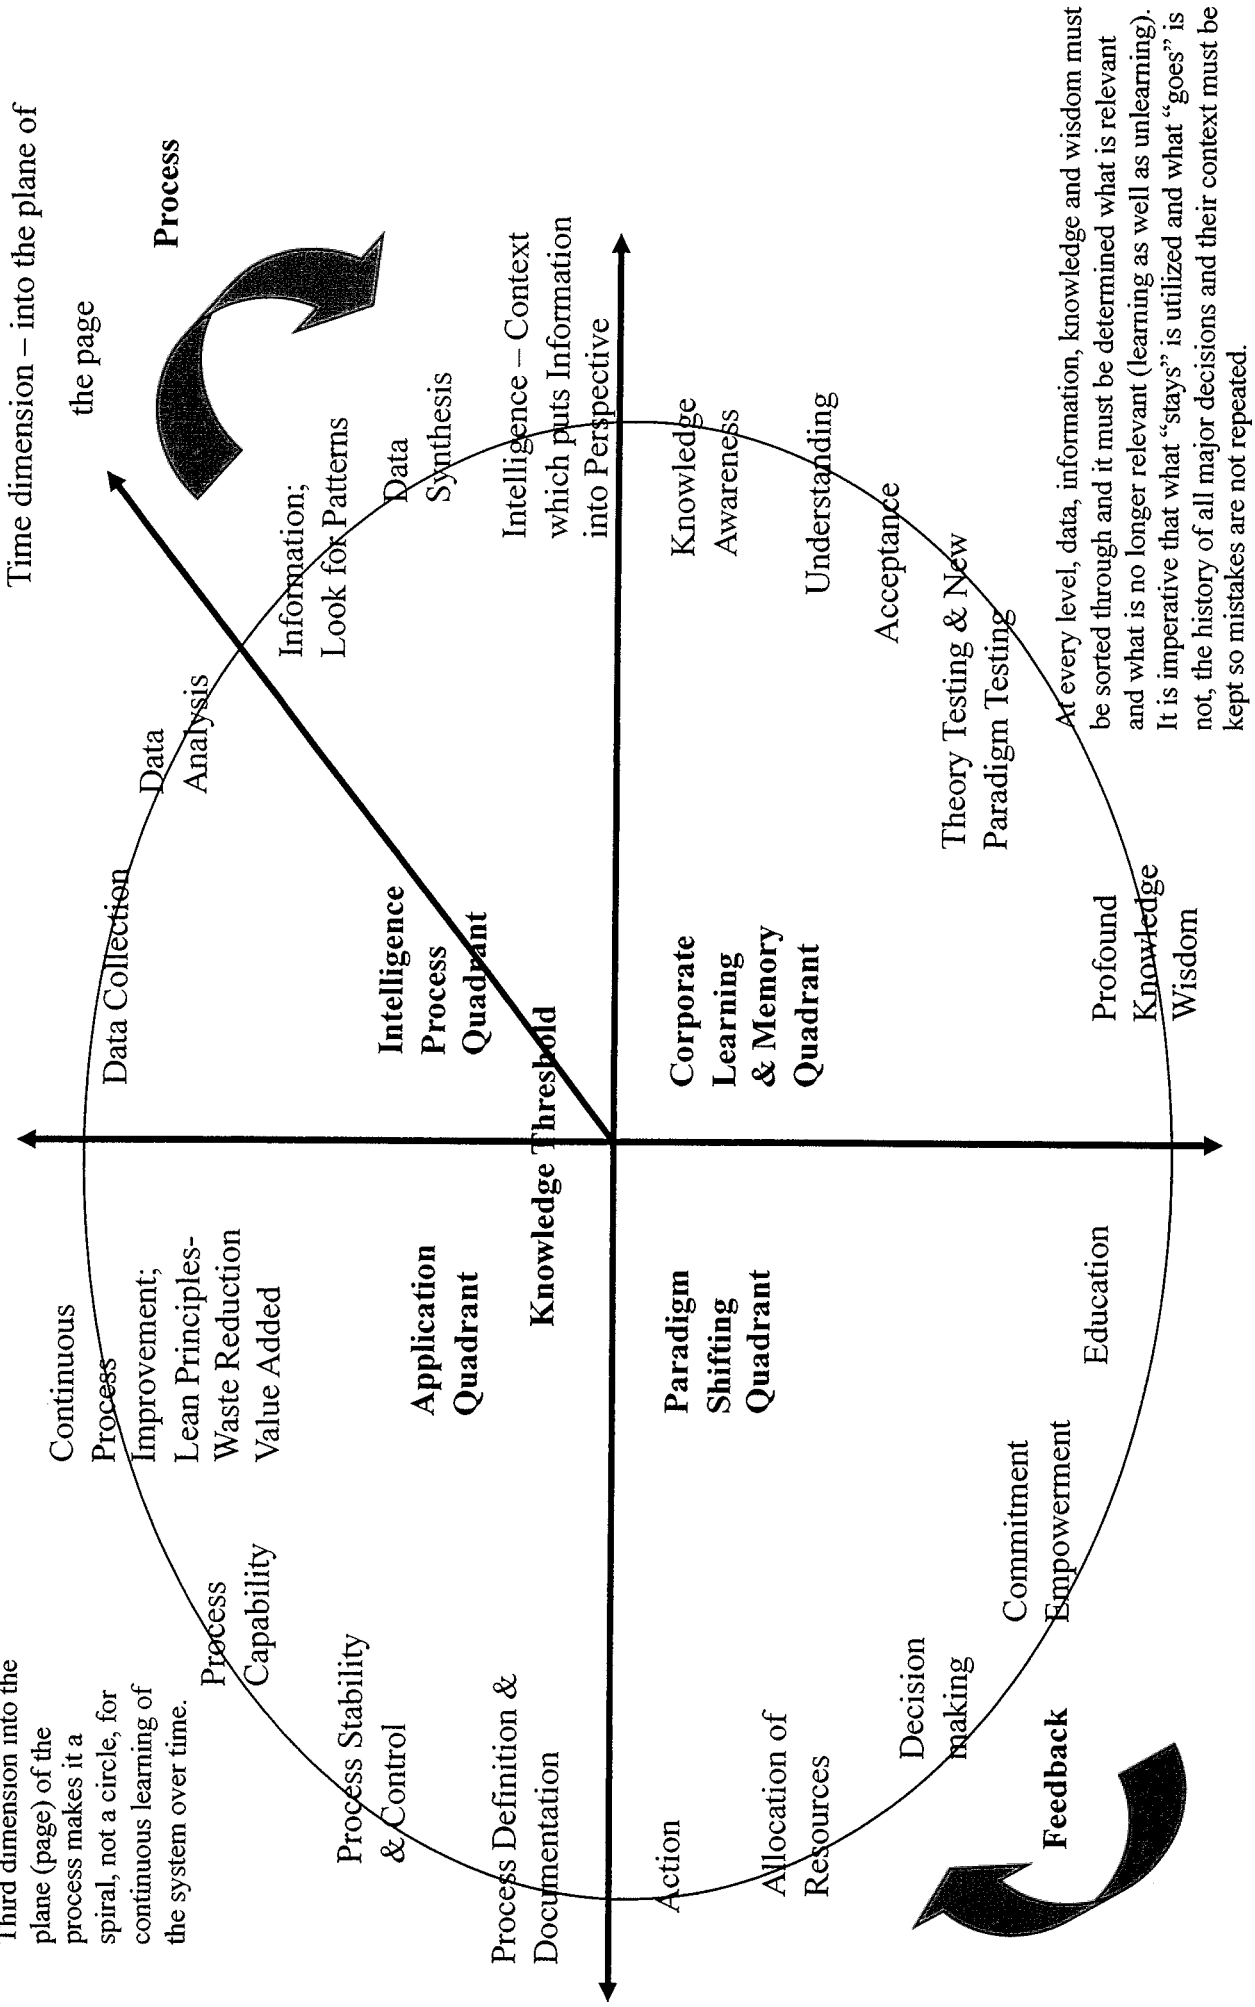 Third dimension into the
plane (page) of the
process makes it a
spiral, not a circle, for
continuous learning of
the system over time.
Time dimension – into the plane of
the page
Process
Continuous
Process
Improvement;
Lean Principles-
Waste Reduction
Value Added
Data Collection
Data
Analysis
Information;
Look for Patterns
Data
Synthesis
Intelligence – Context
which puts Information
into Perspective
Process
Capability
Process Stability
& Control
Process Definition &
Documentation
Application
Quadrant
Intelligence
Process
Quadrant
Knowledge Threshold
Paradigm
Shifting
Quadrant
Corporate
Learning
& Memory
Quadrant
Knowledge
Awareness
Understanding
Acceptance
Theory Testing & New
Paradigm Testing
Profound
Knowledge
Wisdom
Action
Allocation of
Resources
Decision
making
Commitment
Empowerment
Education
Feedback
At every level, data, information, knowledge and wisdom must
be sorted through and it must be determined what is relevant
and what is no longer relevant (learning as well as unlearning).
It is imperative that what “stays” is utilized and what “goes” is
not, the history of all major decisions and their context must be
kept so mistakes are not repeated.